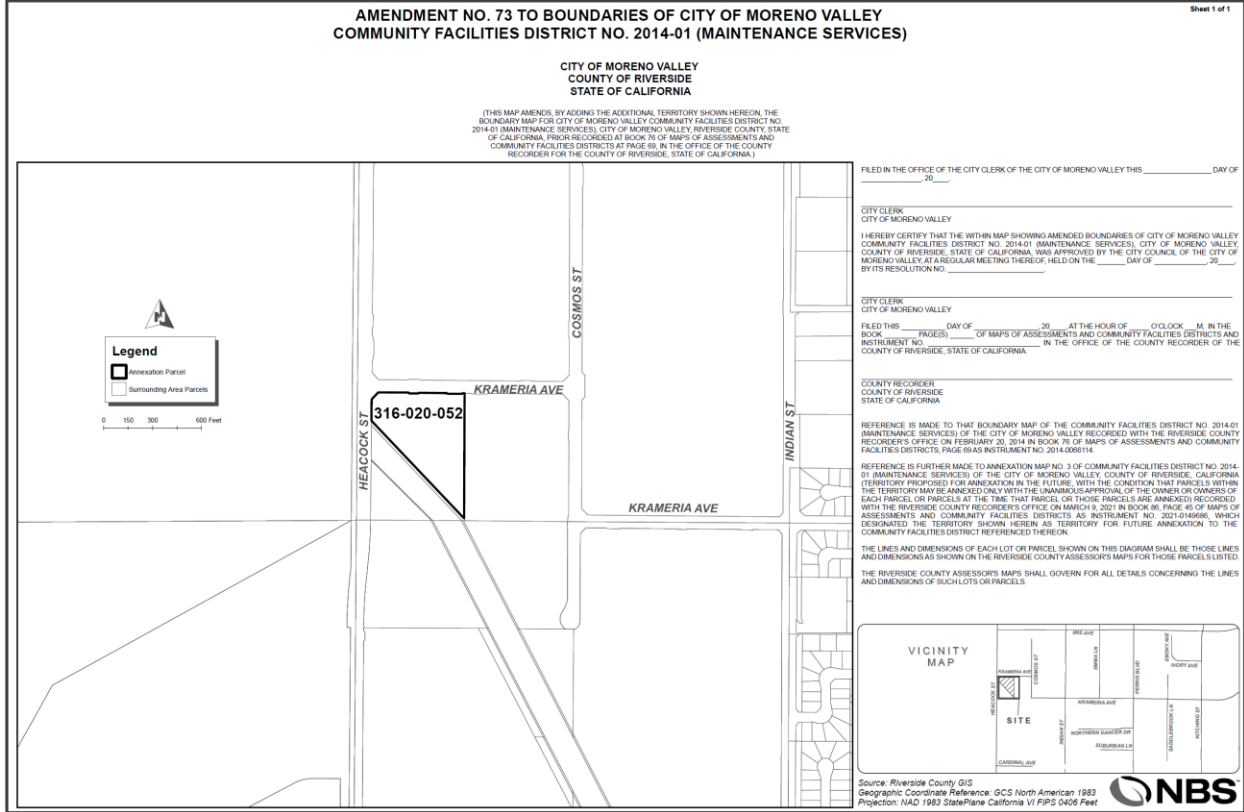 Sheet 1 of 1
AMENDMENT NO. 73 TO BOUNDARIES OF CITY OF MORENO VALLEY
COMMUNITY FACILITIES DISTRICT NO. 2014-01 (MAINTENANCE SERVICES)
CITY OF MORENO VALLEY
COUNTY OF RIVERSIDE
STATE OF CALIFORNIA
(THIS MAP AMENDS, BY ADDING THE ADDITIONAL TERRITORY SHOWN HEREON, THE
BOUNDARY MAP FOR CITY OF MORENO VALLEY COMMUNITY FACILITIES DISTRICT NO.
2014-01 (MAINTENANCE SERVICES), CITY OF MORENO VALLEY, RIVERSIDE COUNTY, STATE
OF CALIFORNIA, PRIOR RECORDED AT BOOK 76 OF MAPS OF ASSESSMENTS AND
COMMUNITY FACILITIES DISTRICTS AT PAGE 69, IN THE OFFICE OF THE COUNTY
RECORDER FOR THE COUNTY OF RIVERSIDE, STATE OF CALIFORNIA.)
N
Legend
Annexation Parcel
Surrounding Area Parcels
0 150 300 600 Feet
HEACOCK ST
COSMOS ST
KRAMERIA AVE
316-020-052
INDIAN ST
KRAMERIA AVE
FILED IN THE OFFICE OF THE CITY CLERK OF THE CITY OF MORENO VALLEY THIS ________________ DAY OF
______________, 20____.
CITY CLERK
CITY OF MORENO VALLEY
I HEREBY CERTIFY THAT THE WITHIN MAP SHOWING AMENDED BOUNDARIES OF CITY OF MORENO VALLEY
COMMUNITY FACILITIES DISTRICT NO. 2014-01 (MAINTENANCE SERVICES), CITY OF MORENO VALLEY,
COUNTY OF RIVERSIDE, STATE OF CALIFORNIA, WAS APPROVED BY THE CITY COUNCIL OF THE CITY OF
MORENO VALLEY, AT A REGULAR MEETING THEREOF, HELD ON THE ______ DAY OF ____________, 20____,
BY ITS RESOLUTION NO. ______________________.
CITY CLERK
CITY OF MORENO VALLEY
FILED THIS __________ DAY OF ________________, 20____, AT THE HOUR OF _____ O'CLOCK ___M, IN THE
BOOK ________ PAGE(S) ______ OF MAPS OF ASSESSMENTS AND COMMUNITY FACILITIES DISTRICTS AND
INSTRUMENT NO. __________________________ IN THE OFFICE OF THE COUNTY RECORDER OF THE
COUNTY OF RIVERSIDE, STATE OF CALIFORNIA.
COUNTY RECORDER
COUNTY OF RIVERSIDE
STATE OF CALIFORNIA
REFERENCE IS MADE TO THAT BOUNDARY MAP OF THE COMMUNITY FACILITIES DISTRICT NO. 2014-01
(MAINTENANCE SERVICES) OF THE CITY OF MORENO VALLEY RECORDED WITH THE RIVERSIDE COUNTY
RECORDER'S OFFICE ON FEBRUARY 20, 2014 IN BOOK 76 OF MAPS OF ASSESSMENTS AND COMMUNITY
FACILITIES DISTRICTS, PAGE 69 AS INSTRUMENT NO. 2014-0066114.
REFERENCE IS FURTHER MADE TO ANNEXATION MAP NO. 3 OF COMMUNITY FACILITIES DISTRICT NO. 2014-
01 (MAINTENANCE SERVICES) OF THE CITY OF MORENO VALLEY, COUNTY OF RIVERSIDE, CALIFORNIA
(TERRITORY PROPOSED FOR ANNEXATION IN THE FUTURE, WITH THE CONDITION THAT PARCELS WITHIN
THE TERRITORY MAY BE ANNEXED ONLY WITH THE UNANIMOUS APPROVAL OF THE OWNER OR OWNERS OF
EACH PARCEL OR PARCELS AT THE TIME THAT PARCEL OR THOSE PARCELS ARE ANNEXED) RECORDED
WITH THE RIVERSIDE COUNTY RECORDER'S OFFICE ON MARCH 9, 2021 IN BOOK 86, PAGE 45 OF MAPS OF
ASSESSMENTS AND COMMUNITY FACILITIES DISTRICTS AS INSTRUMENT NO. 2021-0149686, WHICH
DESIGNATED THE TERRITORY SHOWN HEREIN AS TERRITORY FOR FUTURE ANNEXATION TO THE
COMMUNITY FACILITIES DISTRICT REFERENCED THEREON.
THE LINES AND DIMENSIONS OF EACH LOT OR PARCEL SHOWN ON THIS DIAGRAM SHALL BE THOSE LINES
AND DIMENSIONS AS SHOWN ON THE RIVERSIDE COUNTY ASSESSOR'S MAPS FOR THOSE PARCELS LISTED.
THE RIVERSIDE COUNTY ASSESSOR'S MAPS SHALL GOVERN FOR ALL DETAILS CONCERNING THE LINES
AND DIMENSIONS OF SUCH LOTS OR PARCELS.
VICINITY
MAP
IRIS AVE
KRAMERIA AVE
COSMOS ST
EMMA LN
PERRIS BLVD
EBONY AVE
IVORY AVE
HEACOCK ST
KRAMERIA AVE
SITE
INDIAN ST
NORTHERN DANCER DR
SUBURBAN LN
SADDLEBROOK LN
KITCHING ST
CARDINAL AVE
Source: Riverside County GIS
Geographic Coordinate Reference: GCS North American 1983
Projection: NAD 1983 StatePlane California VI FIPS 0406 Feet
NBS